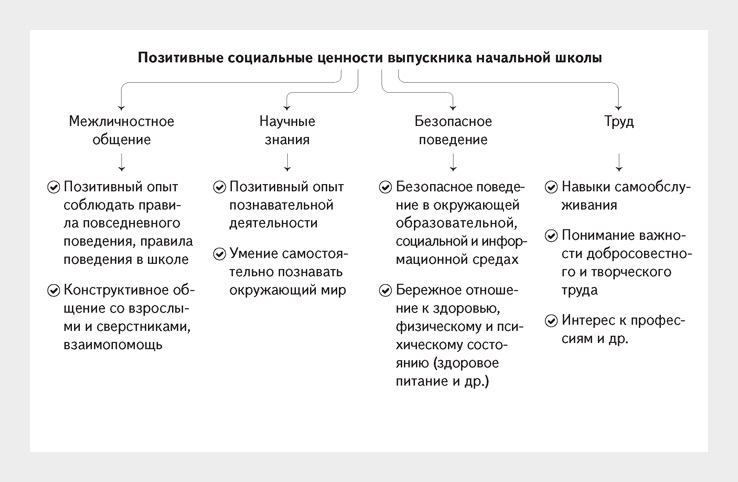 Позитивные социальные ценности выпускника начальной школы
Межличностное
общение
Позитивный опыт
соблюдать прави-
ла повседневного
поведения, правила
поведения в школе
Конструктивное об-
щение со взрослы-
ми и сверстниками,
взаимопомощь
Научные
знания
Позитивный опыт
познавательной
деятельности
Умение самостоя-
тельно познавать
окружающий мир
Безопасное
поведение
Безопасное поведе-
ние в окружающей
образовательной,
социальной и инфор-
мационной средах
Бережное отноше-
ние к здоровью,
физическому и пси-
хическому состо-
янию (здоровое
питание и др.)
Труд
Навыки самообслу-
живания
Понимание важно-
сти добросовестно-
го и творческого
труда
Интерес к профес-
сиям и др.